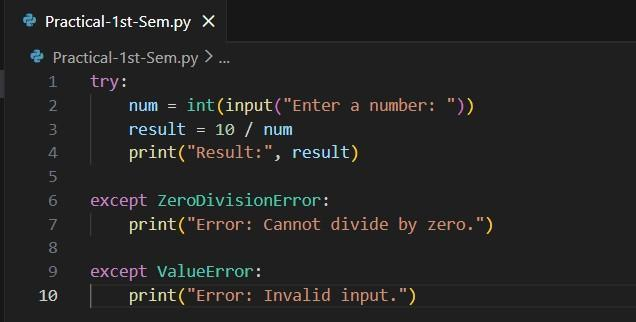 Practical-1st-Sem.py ×
Practical-1st-Sem.py > ...
1 try:
2     num = int(input("Enter a number: "))
3     result = 10 / num
4     print("Result:", result)
5
6 except ZeroDivisionError:
7     print("Error: Cannot divide by zero.")
8
9 except ValueError:
10     print("Error: Invalid input.")